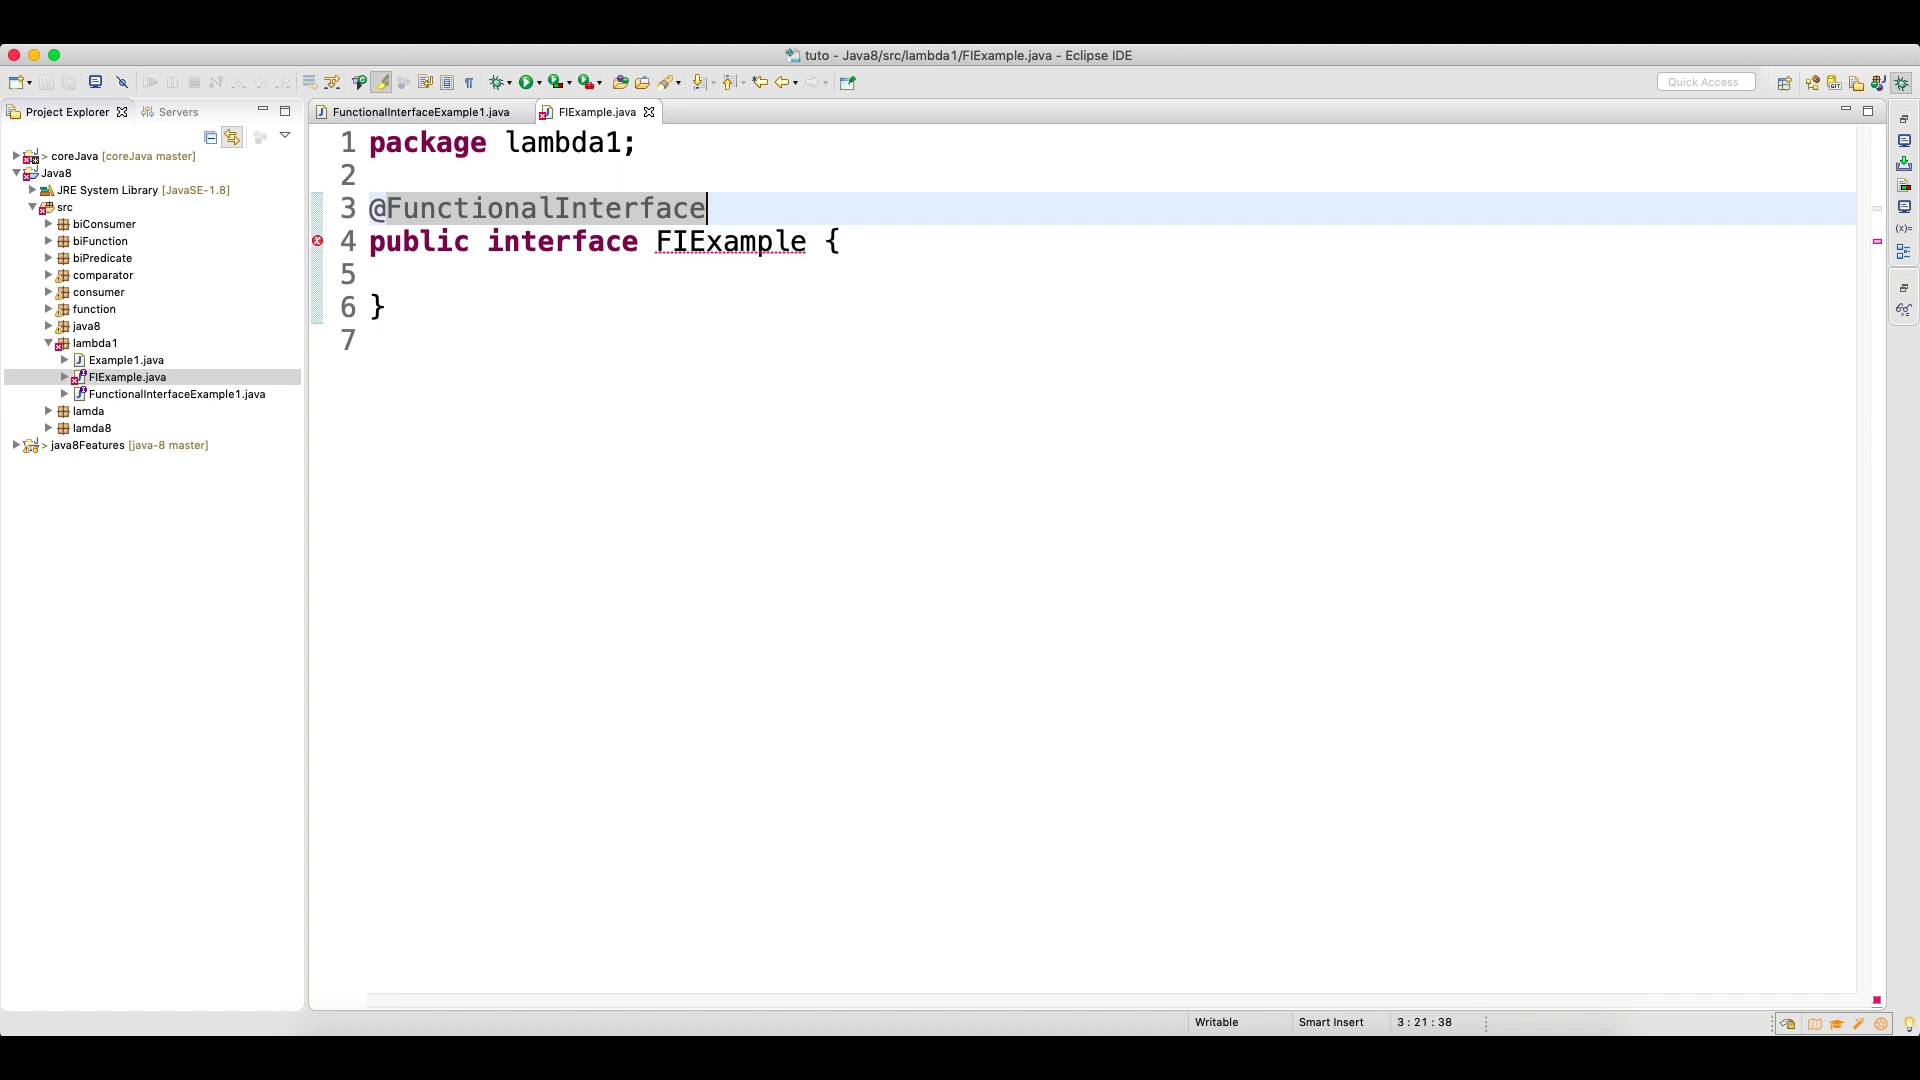 tuto - Java8/src/lambda1/FIExample.java - Eclipse IDE
Quick Access
Project Explorer
Servers
> coreJava [coreJava master]
Java8
JRE System Library [JavaSE-1.8]
src
biConsumer
biFunction
biPredicate
comparator
consumer
function
java8
lambda1
Example1.java
FIExample.java
FunctionalInterfaceExample1.java
lamda
lamda8
> java8Features [java-8 master]
FunctionalInterfaceExample1.java
FIExample.java
1 package lambda1;
2
3 @FunctionalInterface
4 public interface FIExample {
5
6 }
7
Writable
Smart Insert
3 : 21 : 38